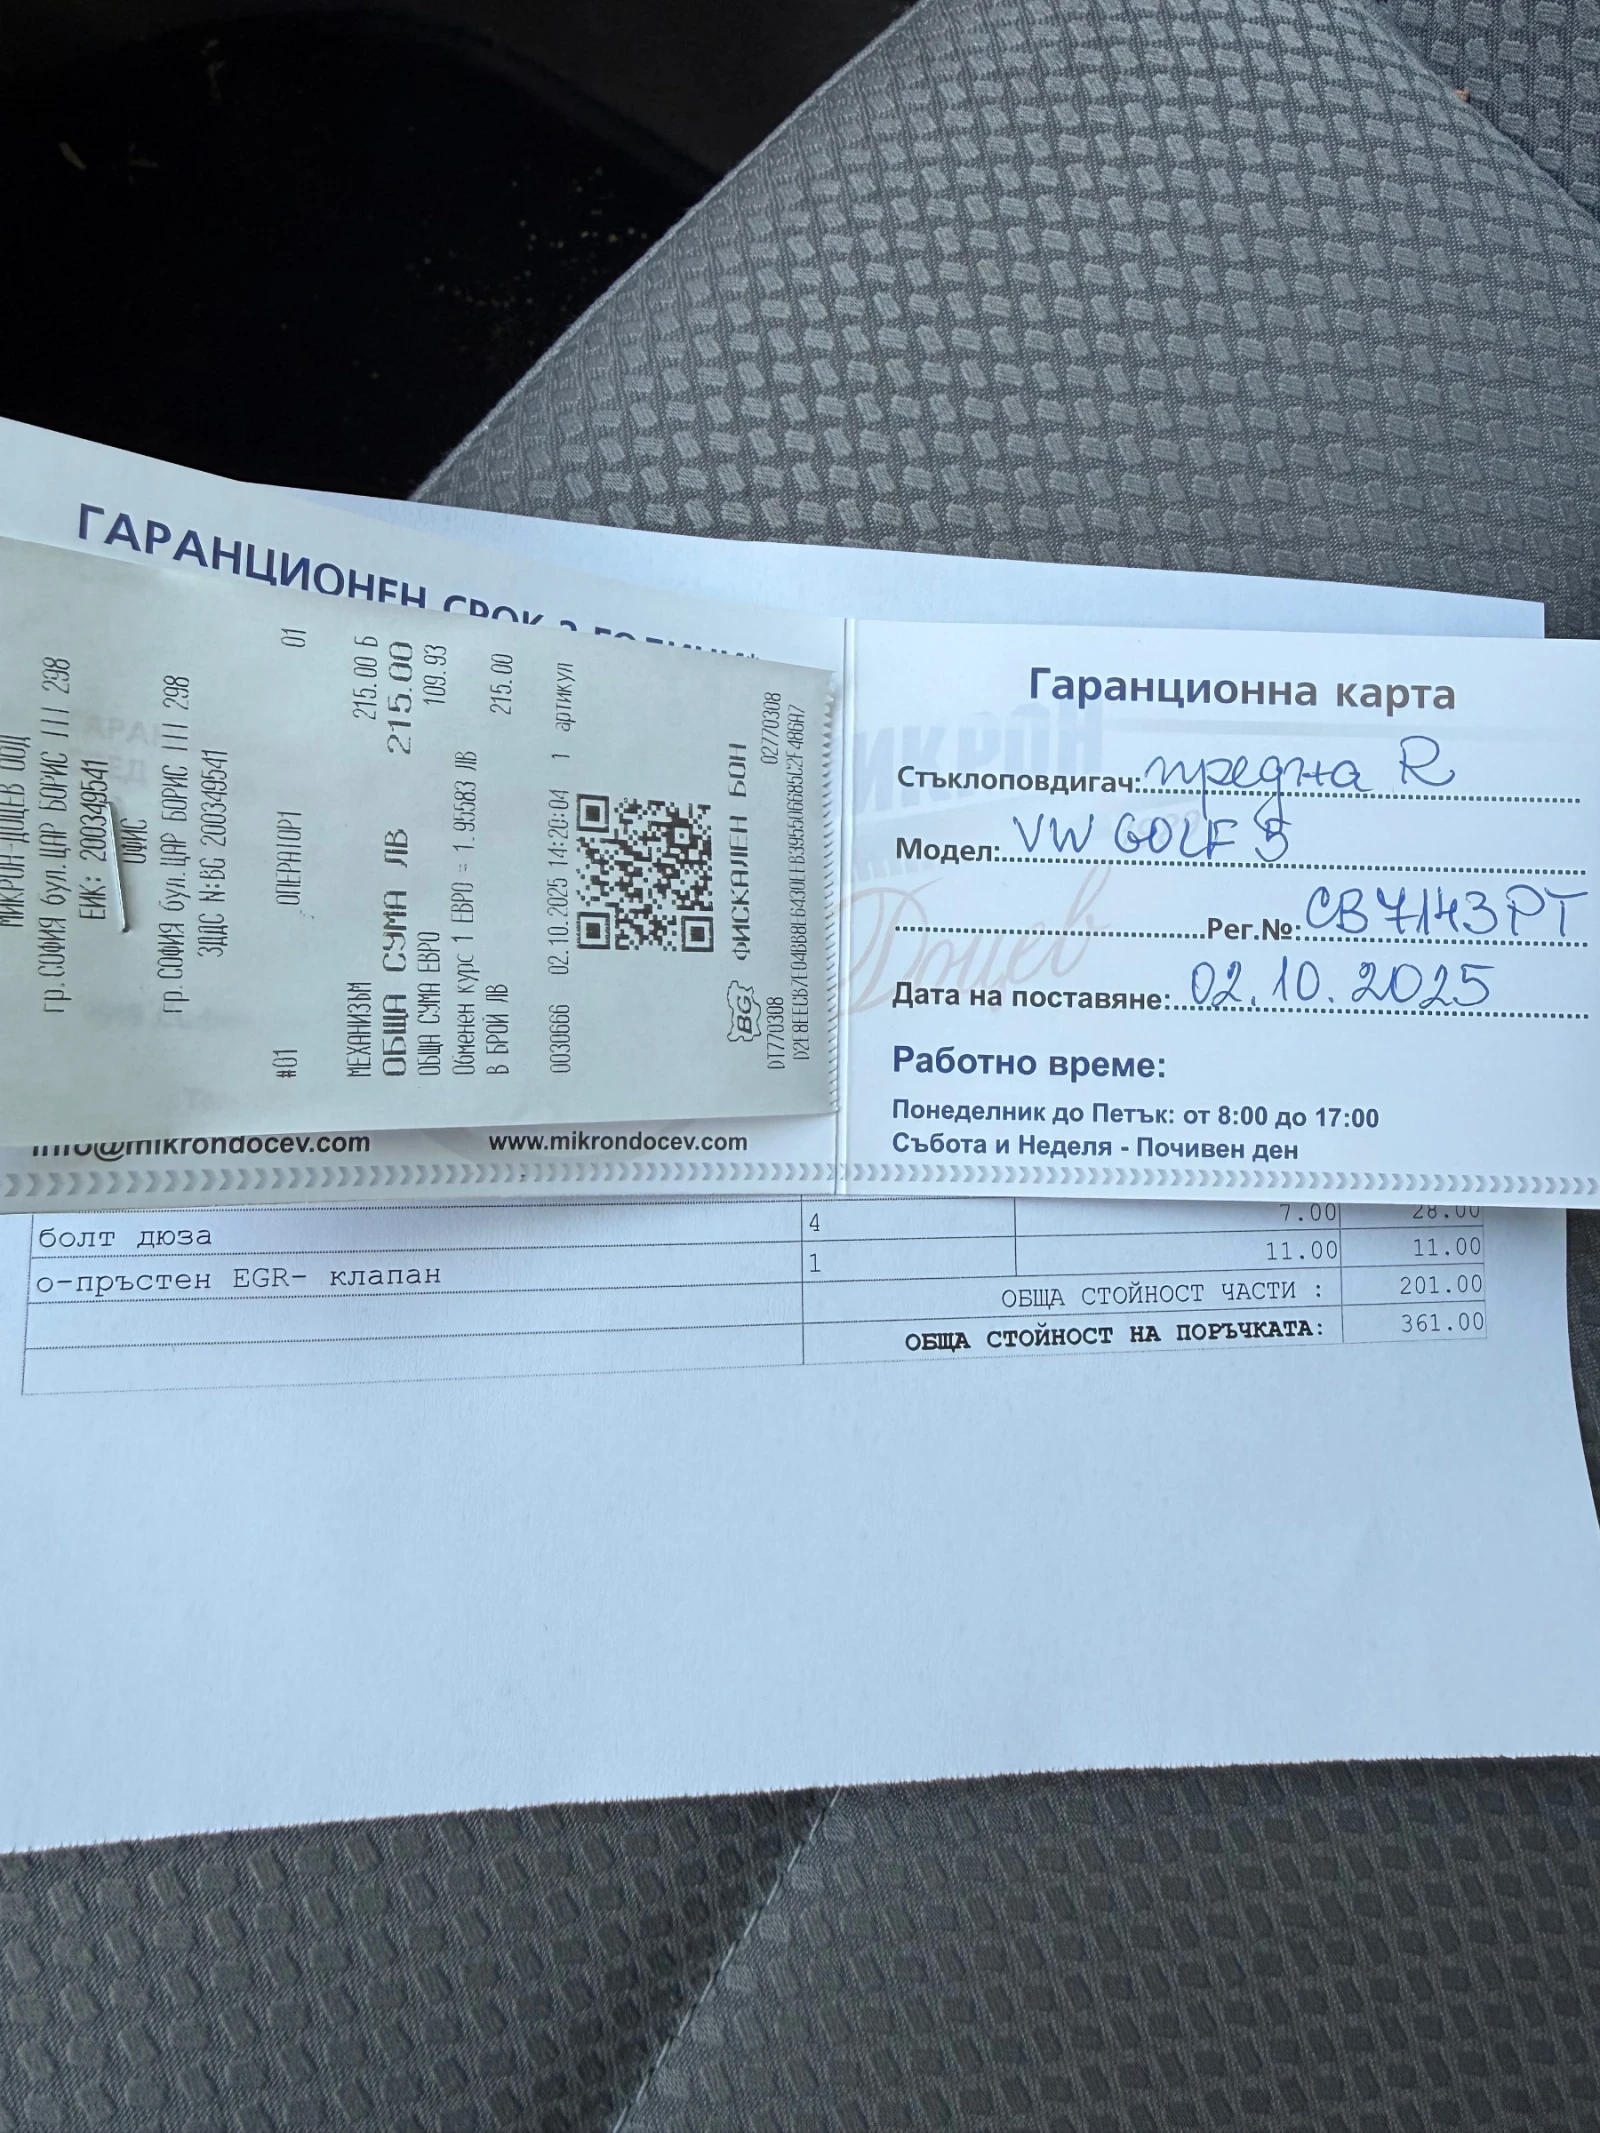 ГАРАНЦИОНЕН СРОК
МИКРОН-ДОЦЕВ ООД
гр.СОФИЯ бул.ЦАР БОРИС III 298
ЕИК: 200349541
ОФИС
гр.СОФИЯ бул.ЦАР БОРИС III 298
ЗДДС N:BG 200349541
#01 ОПЕРАТОР1 01
МЕХАНИЗЪМ 215.00 Б
ОБЩА СУМА ЛВ 215.00
ОБЩА СУМА ЕВРО 109.93
Обменен курс 1 ЕВРО = 1.95583 ЛВ
В БРОЙ ЛВ 215.00
0030666 02.10.2025 14:20:04 1 артикул
BG ФИСКАЛЕН БОН
DT770308 02770308
info@mikrondocev.com www.mikrondocev.com
Гаранционна карта
Стъклоповдигач: предна R
Модел: VW GOLF 5
Рег.№: CB7143PT
Дата на поставяне: 02.10.2025
Доцев
Работно време:
Понеделник до Петък: от 8:00 до 17:00
Събота и Неделя - Почивен ден
болт дюза 4 7.00 28.00
о-пръстен EGR- клапан 1 11.00 11.00
ОБЩА СТОЙНОСТ ЧАСТИ : 201.00
ОБЩА СТОЙНОСТ НА ПОРЪЧКАТА: 361.00